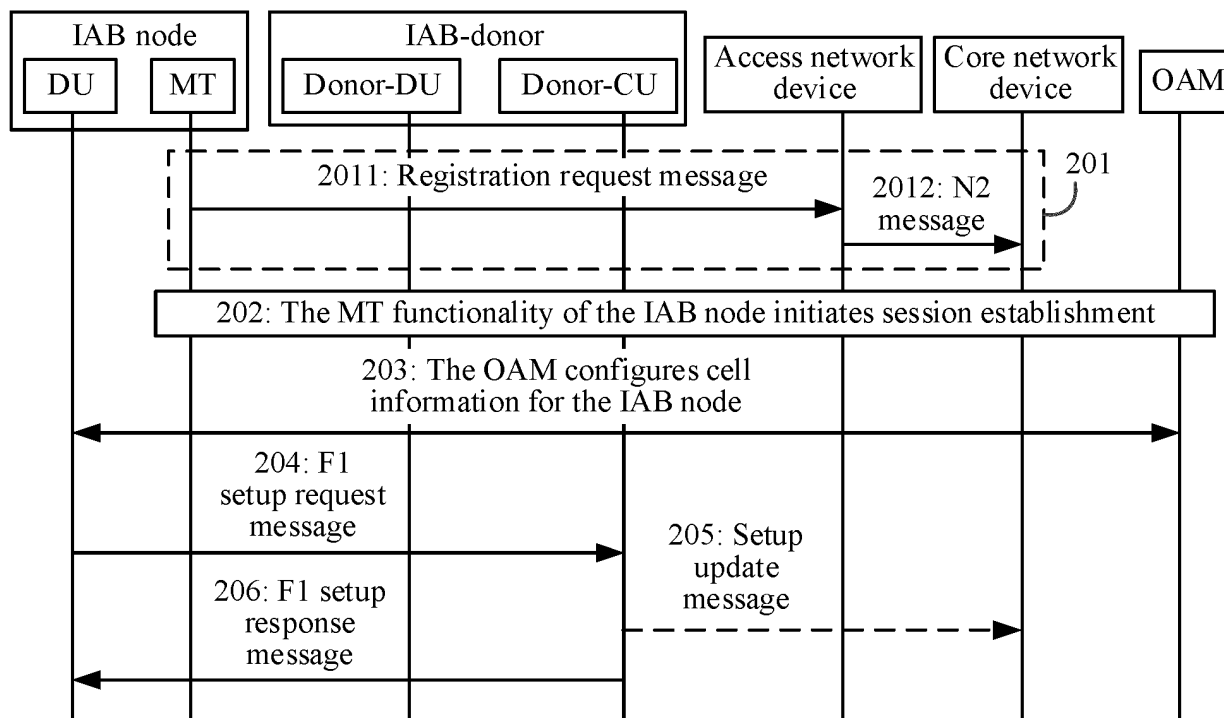 IAB node
DU
MT
IAB-donor
Donor-DU
Donor-CU
Access network
device
Core network
device
OAM
2011: Registration request message
2012: N2
message
201
202: The MT functionality of the IAB node initiates session establishment
203: The OAM configures cell
information for the IAB node
204: F1
setup request
message
205: Setup
update
message
206: F1 setup
response
message